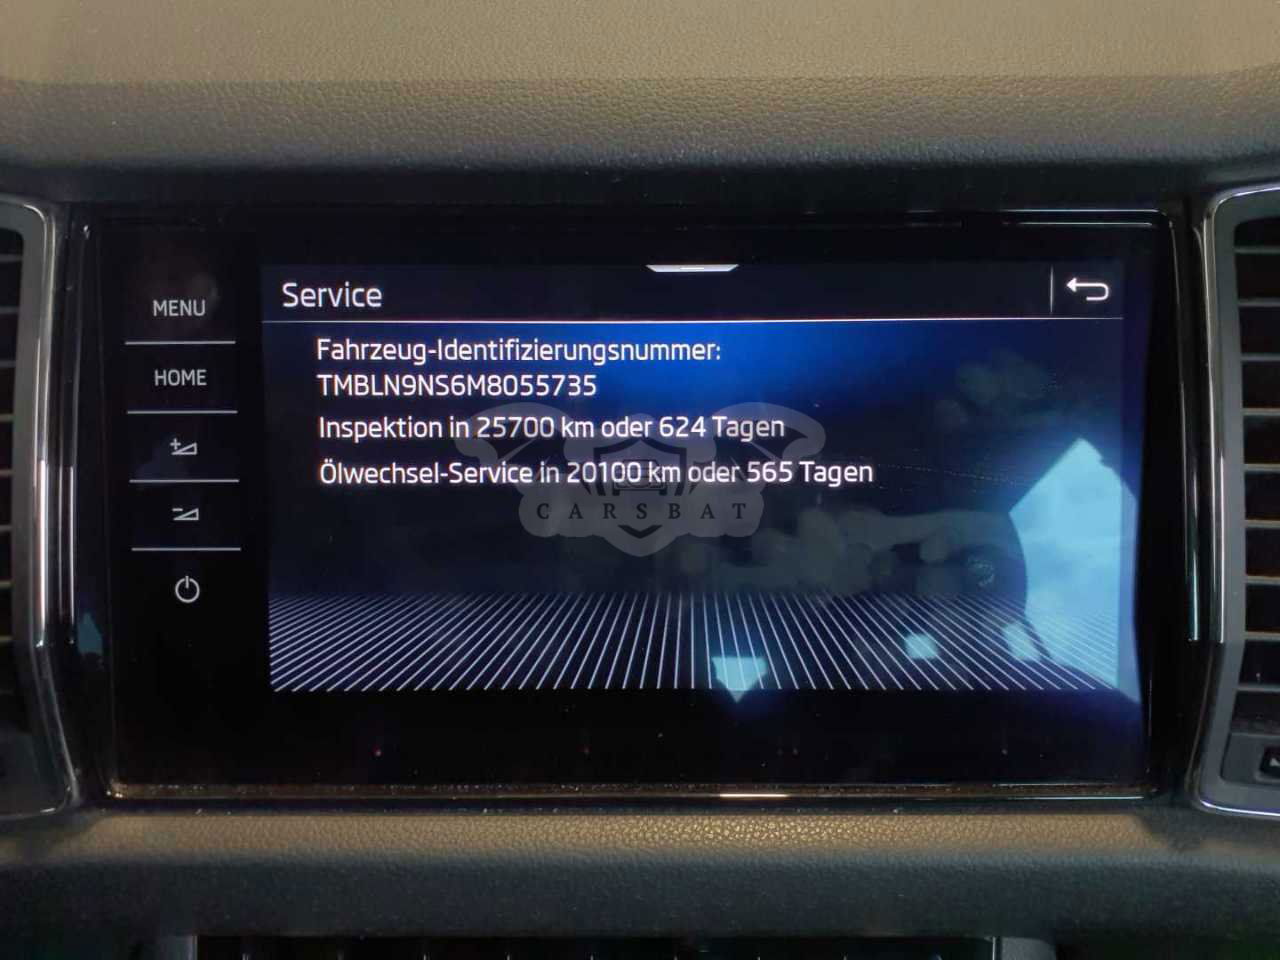 Service
MENU
HOME
Fahrzeug-Identifizierungsnummer:
TMBLN9NS6M8055735
Inspektion in 25700 km oder 624 Tagen
Ölwechsel-Service in 20100 km oder 565 Tagen
CARSBAT